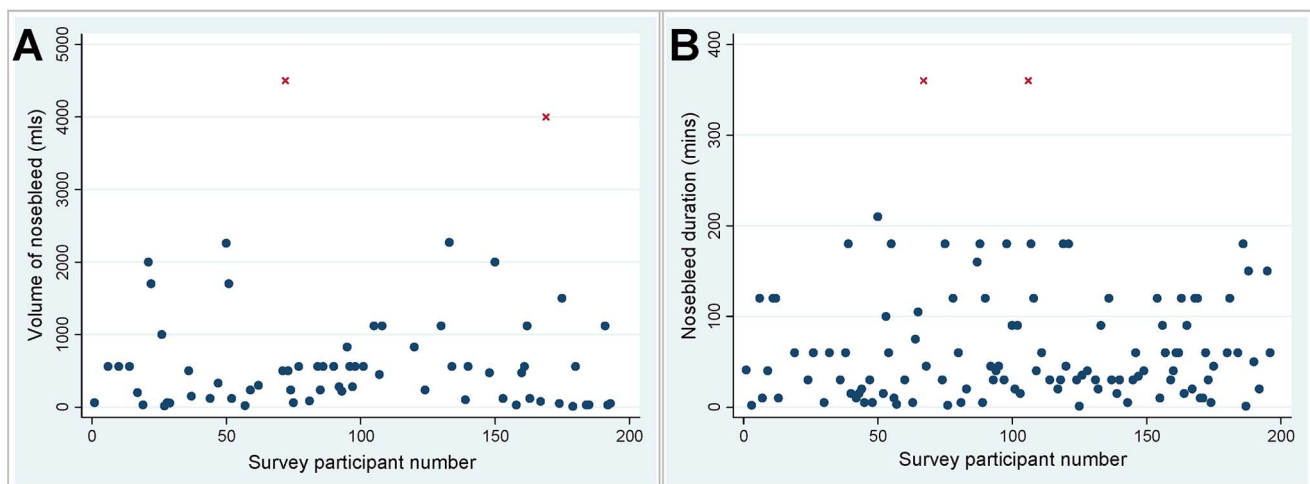 A
Volume of nosebleed (mls)
5000
4000
3000
2000
1000
0
0 50 100 150 200
Survey participant number
B
Nosebleed duration (mins)
400
300
200
100
0
0 50 100 150 200
Survey participant number